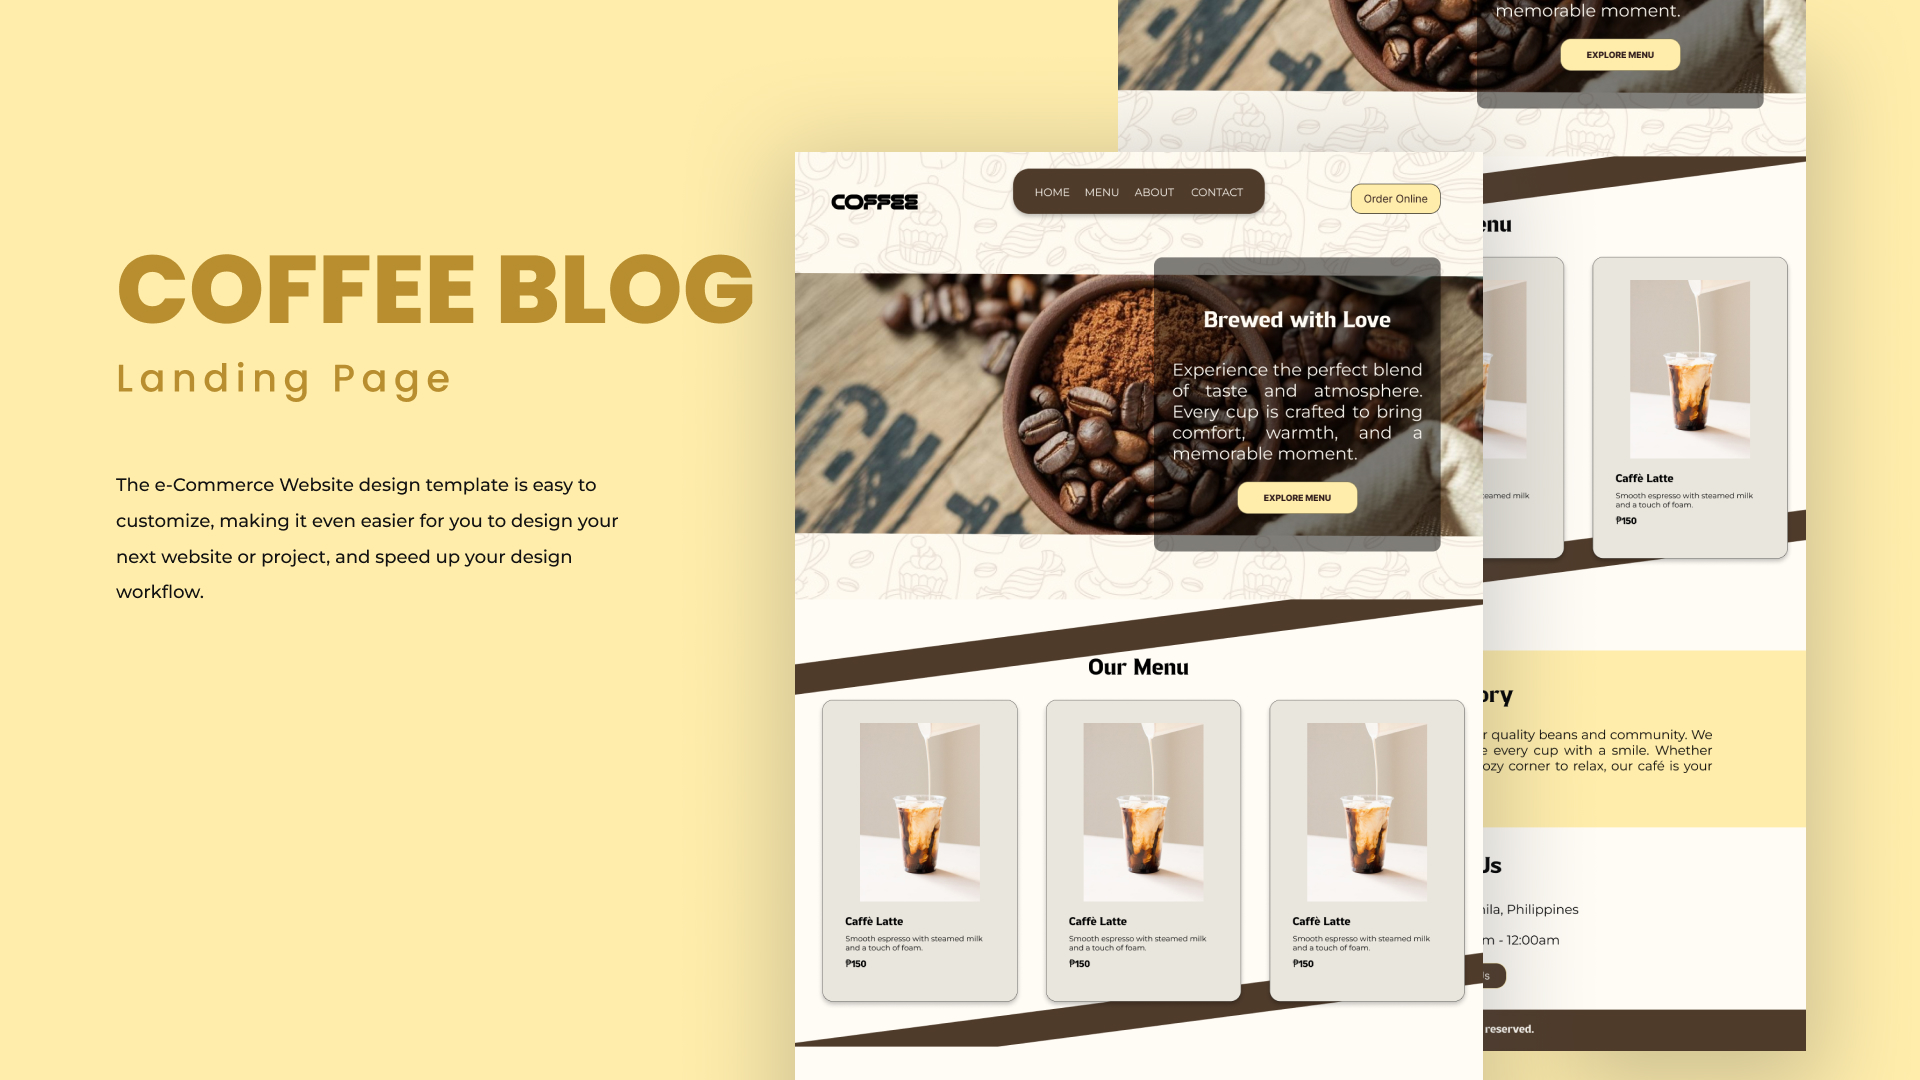 COFFEE BLOG
Landing Page
The e-Commerce Website design template is easy to
customize, making it even easier for you to design your
next website or project, and speed up your design
workflow.
COFFEE
HOME MENU ABOUT CONTACT
Order Online
Brewed with Love
Experience the perfect blend
of taste and atmosphere.
Every cup is crafted to bring
comfort, warmth, and a
memorable moment.
EXPLORE MENU
Our Menu
Caffè Latte
Smooth espresso with steamed milk
and a touch of foam.
₱150
Caffè Latte
Smooth espresso with steamed milk
and a touch of foam.
₱150
Caffè Latte
Smooth espresso with steamed milk
and a touch of foam.
₱150
memorable moment.
EXPLORE MENU
enu
milk
Caffè Latte
Smooth espresso with steamed milk
and a touch of foam.
₱150
ory
quality beans and community. We
every cup with a smile. Whether
corner to relax, our café is your
Us
Philippines
- 12:00am
reserved.